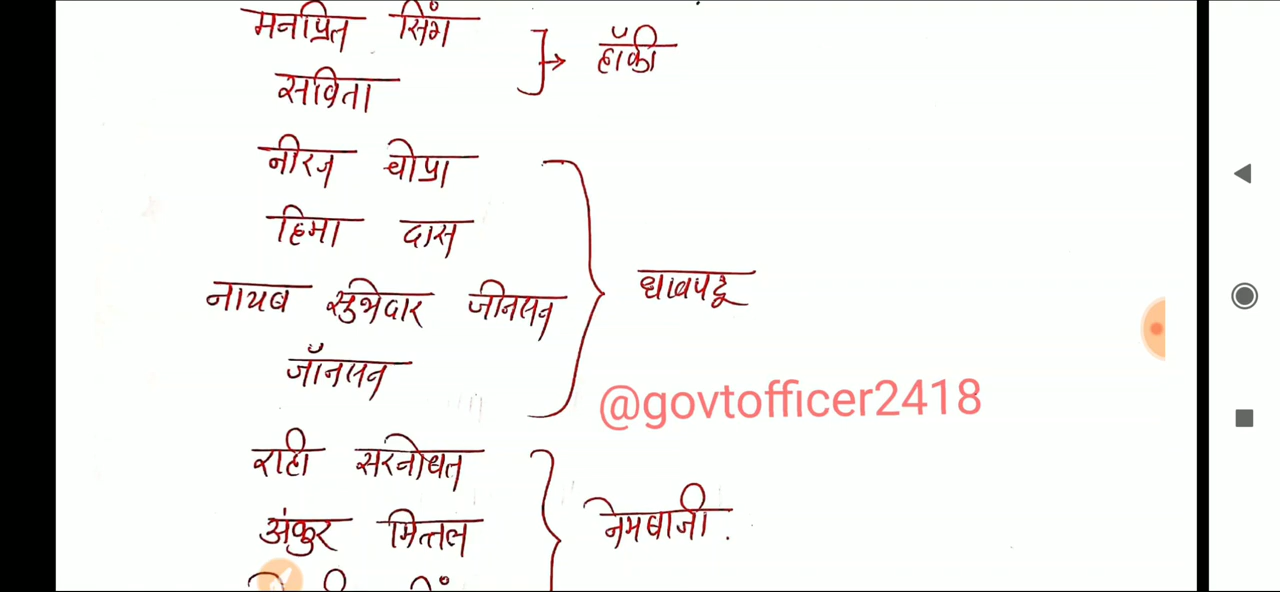 मनप्रित सिंग
सविता
हॉकी
नीरज चोप्रा
हिमा दास
नायब सुभेदार जीनसन
जॉनसन
धावपटू
@govtofficer2418
राही सरनोबत
अंकुर मित्तल
नेमबाजी.